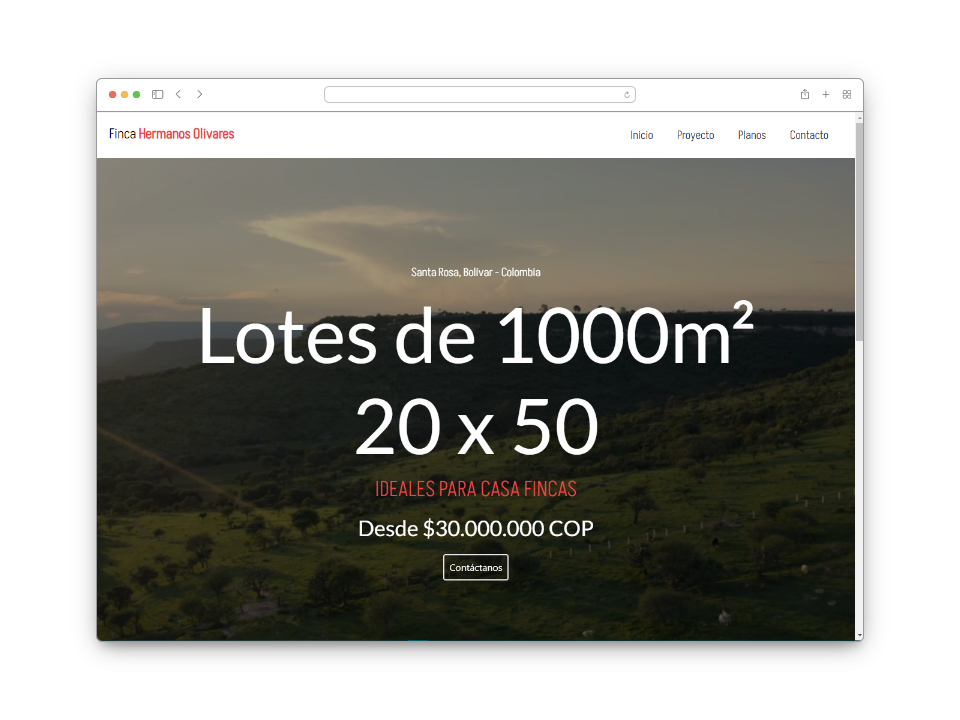 Finca Hermanos Olivares
Inicio Proyecto Planos Contacto
Santa Rosa, Bolívar - Colombia
Lotes de 1000m²
20 x 50
IDEALES PARA CASA FINCAS
Desde $30.000.000 COP
Contáctanos